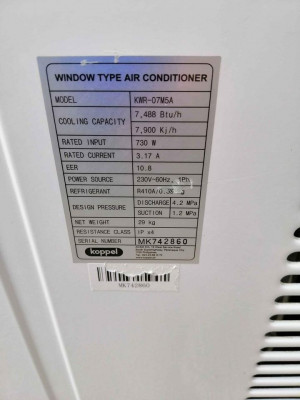 WINDOW TYPE AIR CONDITIONER
MODEL KWR-07M5A
COOLING CAPACITY 7,488 Btu/h
7,900 Kj/h
RATED INPUT 730 W
RATED CURRENT 3.17 A
EER 10.8
POWER SOURCE 230V~60Hz,
REFRIGERANT R410A/
DESIGN PRESSURE DISCHARGE 4.2 MPa
SUCTION 1.2 MPa
NET WEIGHT 29 kg
RESISTANCE CLASS IP x4
SERIAL NUMBER MK742860
koppel
MK742860